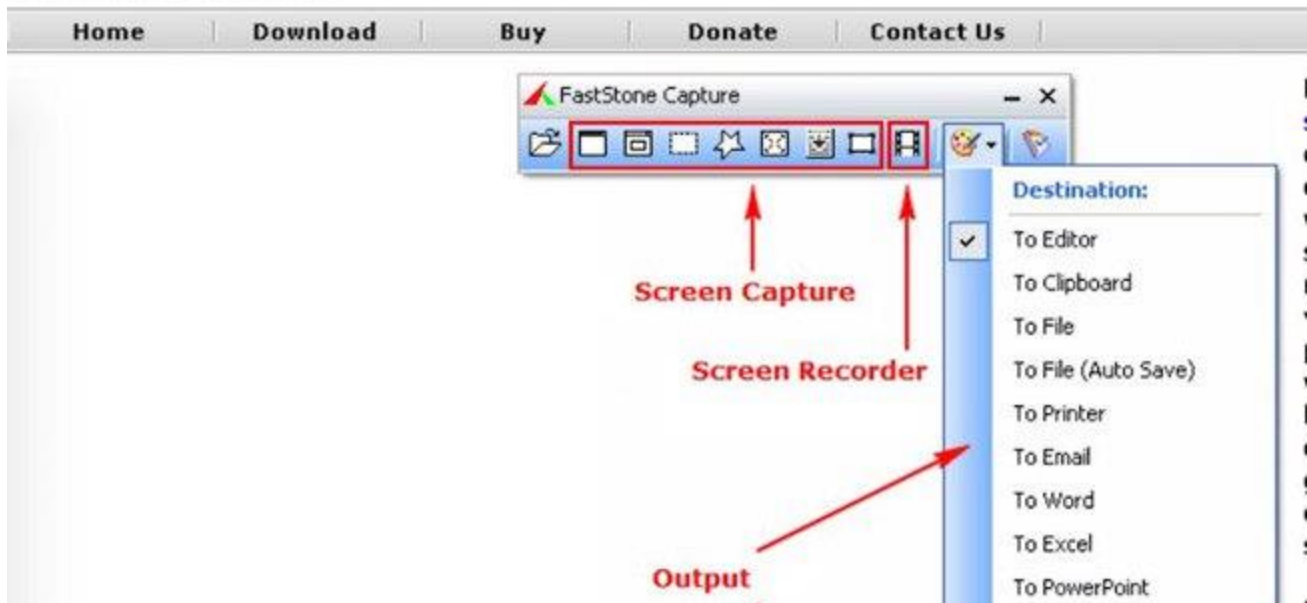 Home Download Buy Donate Contact Us
FastStone Capture
Destination:
To Editor
To Clipboard
Screen Capture
To File
Screen Recorder
To File (Auto Save)
To Printer
To Email
To Word
To Excel
Output
To PowerPoint